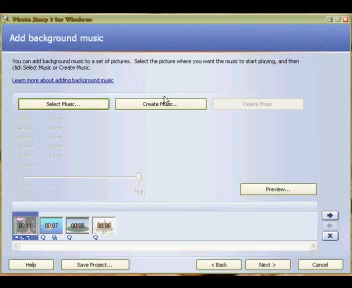 Photo Story 3 for Windows
Add background music
You can add background music to a set of pictures. Select the picture where you want the music to start playing, and then
click Select Music or Create Music.
Learn more about adding background music
Select Music...
Create Music...
Delete Music
High
Preview...
00:11
00:07
00:05
00:06
Help
Save Project...
< Back
Next >
Cancel